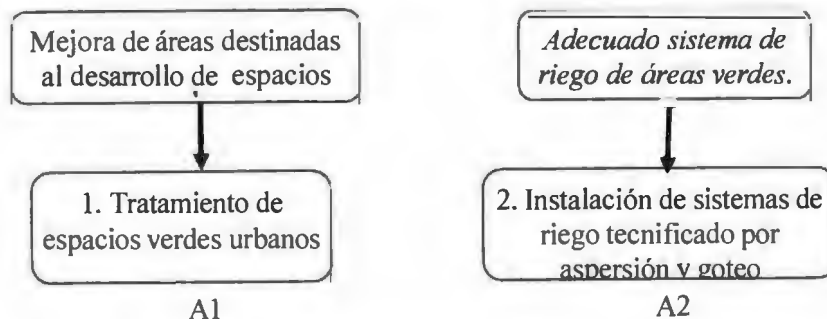 Mejora de áreas destinadas
al desarrollo de espacios
1. Tratamiento de
espacios verdes urbanos
A1
Adecuado sistema de
riego de áreas verdes.
2. Instalación de sistemas de
riego tecnificado por
aspersión y goteo
A2